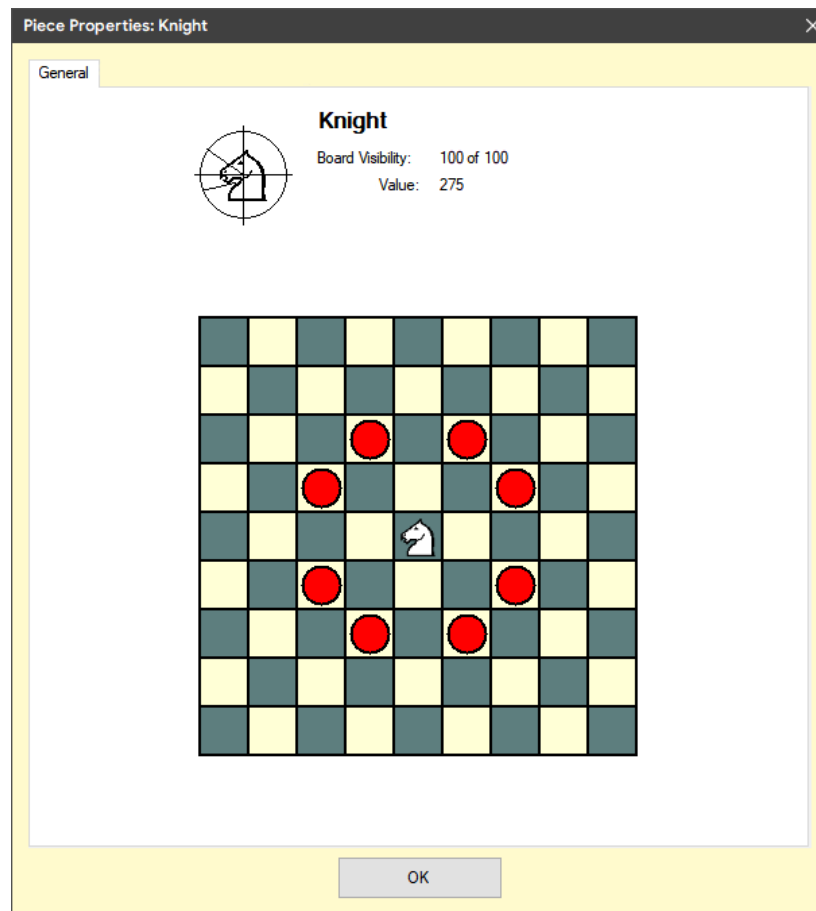 Piece Properties: Knight
General
Knight
Board Visibility: 100 of 100
Value: 275
OK